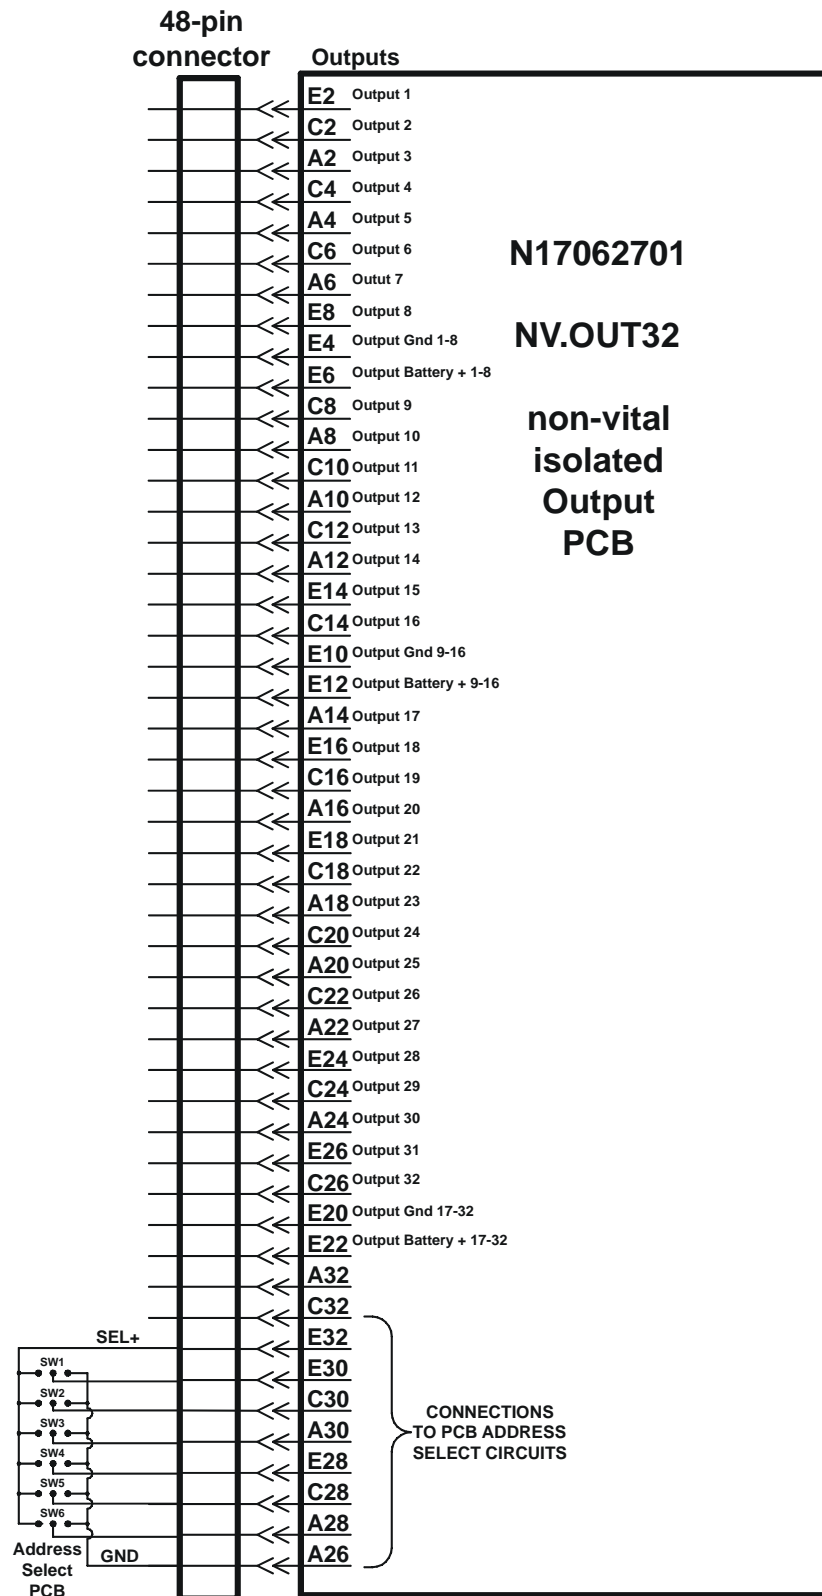 48-pin
connector
Outputs
E2 Output 1
C2 Output 2
A2 Output 3
C4 Output 4
A4 Output 5
C6 Output 6
A6 Outut 7
E8 Output 8
E4 Output Gnd 1-8
E6 Output Battery + 1-8
C8 Output 9
A8 Output 10
C10 Output 11
A10 Output 12
C12 Output 13
A12 Output 14
E14 Output 15
C14 Output 16
E10 Output Gnd 9-16
E12 Output Battery + 9-16
A14 Output 17
E16 Output 18
C16 Output 19
A16 Output 20
E18 Output 21
C18 Output 22
A18 Output 23
C20 Output 24
A20 Output 25
C22 Output 26
A22 Output 27
E24 Output 28
C24 Output 29
A24 Output 30
E26 Output 31
C26 Output 32
E20 Output Gnd 17-32
E22 Output Battery + 17-32
A32
C32
E32
E30
C30
A30
E28
C28
A28
A26
N17062701
NV.OUT32
non-vital
isolated
Output
PCB
CONNECTIONS
TO PCB ADDRESS
SELECT CIRCUITS
SEL+
SW1
SW2
SW3
SW4
SW5
SW6
GND
Address
Select
PCB